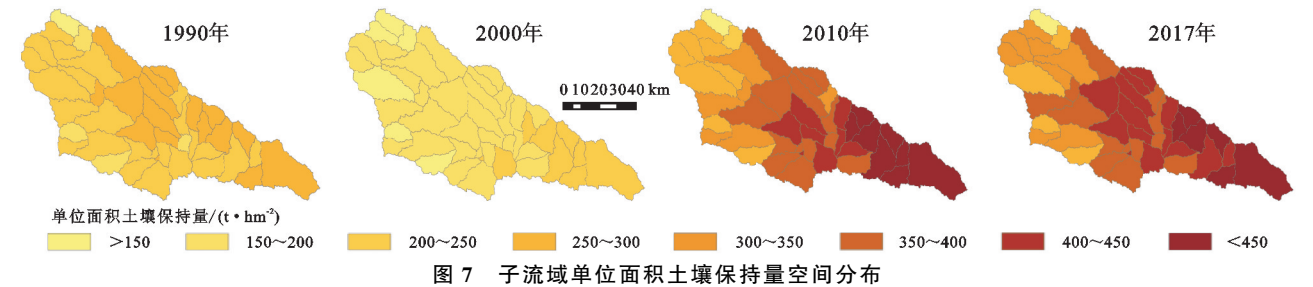 1990年
2000年
2010年
2017年
0 10203040 km
单位面积土壤保持量/(t·hm⁻²)
>150
150~200
200~250
250~300
300~350
350~400
400~450
<450
图 7 子流域单位面积土壤保持量空间分布